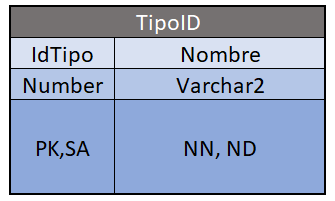 TipoID
IdTipo Nombre
Number Varchar2
PK,SA NN, ND